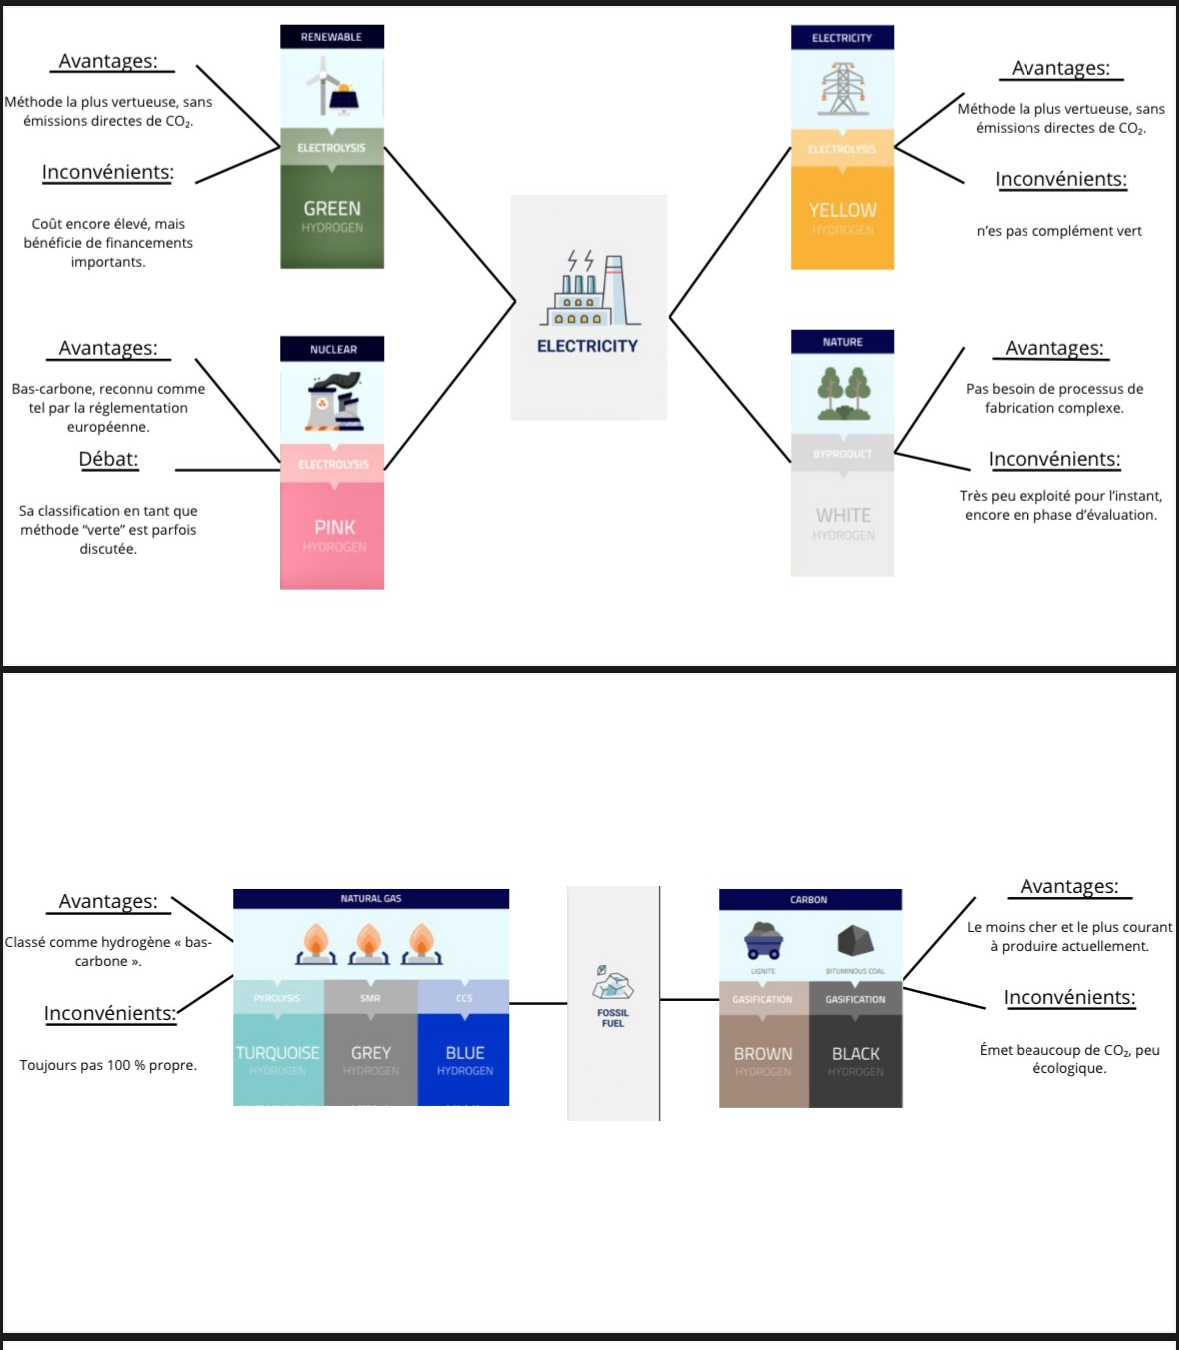 Avantages:
Méthode la plus vertueuse, sans
émissions directes de CO₂.
Inconvénients:
Coût encore élevé, mais
bénéficie de financements
importants.
RENEWABLE
ELECTROLYSIS
GREEN
HYDROGEN
Avantages:
Bas-carbone, reconnu comme
tel par la réglementation
européenne.
Débat:
Sa classification en tant que
méthode “verte” est parfois
discutée.
NUCLEAR
ELECTROLYSIS
PINK
HYDROGEN
ELECTRICITY
ELECTRICITY
ELECTROLYSIS
YELLOW
HYDROGEN
Avantages:
Méthode la plus vertueuse, sans
émissions directes de CO₂.
Inconvénients:
n'es pas complément vert
NATURE
BYPRODUCT
WHITE
HYDROGEN
Avantages:
Pas besoin de processus de
fabrication complexe.
Inconvénients:
Très peu exploité pour l’instant,
encore en phase d’évaluation.
Avantages:
Classé comme hydrogène « bas-
carbone ».
Inconvénients:
Toujours pas 100 % propre.
NATURAL GAS
PYROLYSIS
SMR
CCS
TURQUOISE
HYDROGEN
GREY
HYDROGEN
BLUE
HYDROGEN
FOSSIL
FUEL
CARBON
LIGNITE
BITUMINOUS COAL
GASIFICATION
GASIFICATION
BROWN
HYDROGEN
BLACK
HYDROGEN
Avantages:
Le moins cher et le plus courant
à produire actuellement.
Inconvénients:
Émet beaucoup de CO₂, peu
écologique.